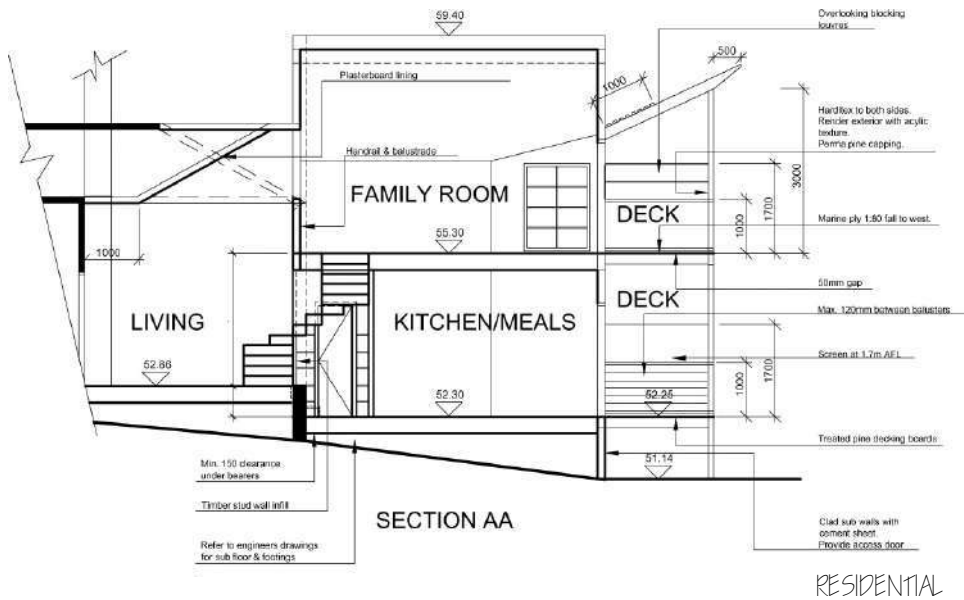 59.40
Overlooking blocking
louvres
500
Plasterboard lining
1000
Harditex to both sides.
Render exterior with acylic
texture.
Perma pine capping.
Handrail & balustrade
FAMILY ROOM
DECK
3000
1700
1000
Marine ply 1:80 fall to west.
1000
55.30
50mm gap
DECK
Max. 120mm between balusters
LIVING
KITCHEN/MEALS
Screen at 1.7m AFL
52.86
1700
1000
52.30
52.25
Treated pine decking boards
Min. 150 clearance
under bearers
51.14
Timber stud wall infill
SECTION AA
Clad sub walls with
cement sheet.
Provide access door
Refer to engineers drawings
for sub floor & footings
RESIDENTIAL